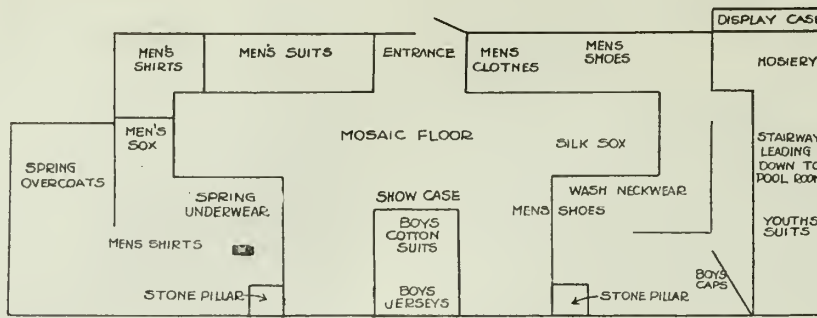 DISPLAY CASE
MEN'S
SHIRTS
MEN'S SUITS
ENTRANCE
MENS
CLOTNES
MENS
SHOES
HOSIERY
MEN'S
SOX
MOSAIC FLOOR
SILK SOX
STAIRWAY
LEADING
DOWN TO
POOL ROOM
SPRING
OVERCOATS
SPRING
UNDERWEAR
SHOW CASE
WASH NECKWEAR
MENS SHOES
BOYS
COTTON
SUITS
YOUTHS
SUITS
MENS SHIRTS
BOYS
CAPS
STONE PILLAR
BOYS
JERSEYS
STONE PILLAR